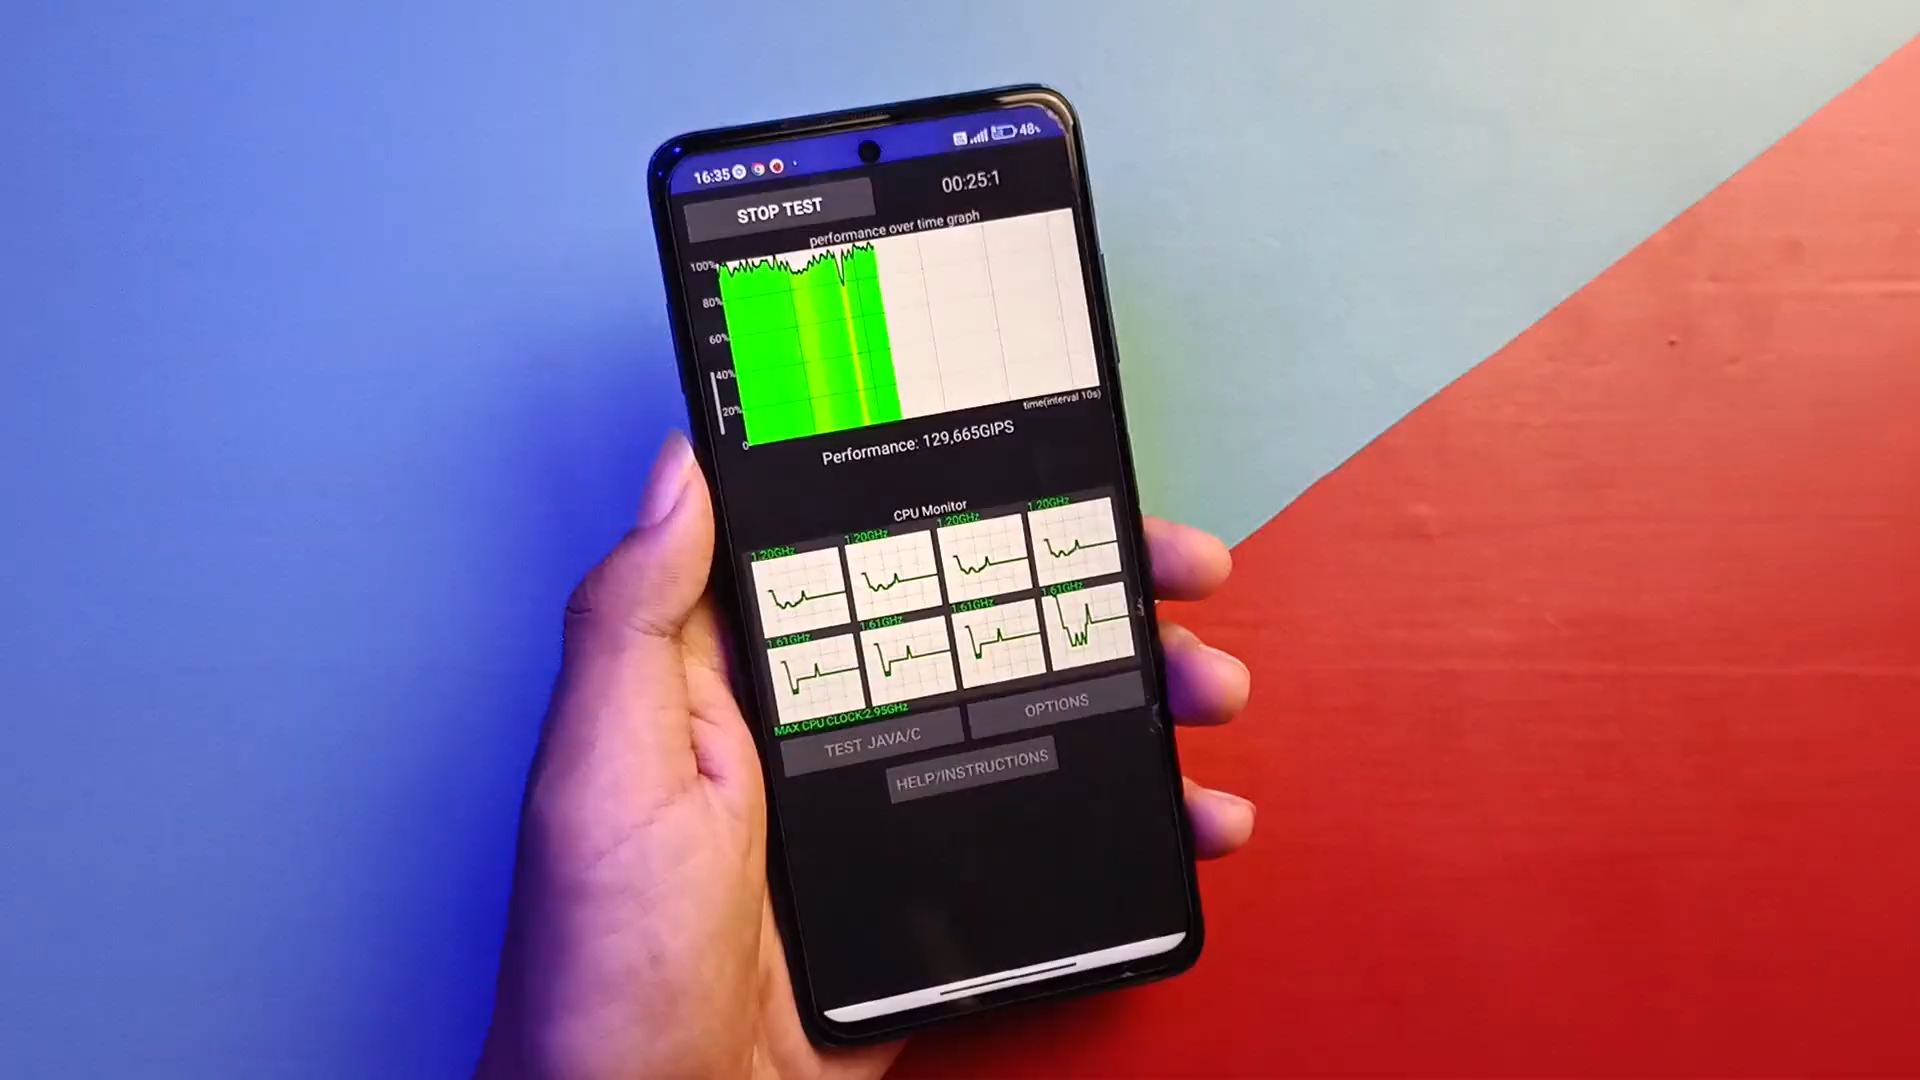 16:35
48%
STOP TEST
00:25:1
performance over time graph
100%
80%
60%
40%
20%
0
time(interval 10s)
Performance: 129,665GIPS
CPU Monitor
1.20GHz 1.20GHz 1.20GHz 1.20GHz
1.61GHz 1.61GHz 1.61GHz 1.61GHz
MAX CPU CLOCK:2.95GHz
TEST JAVA/C
OPTIONS
HELP/INSTRUCTIONS